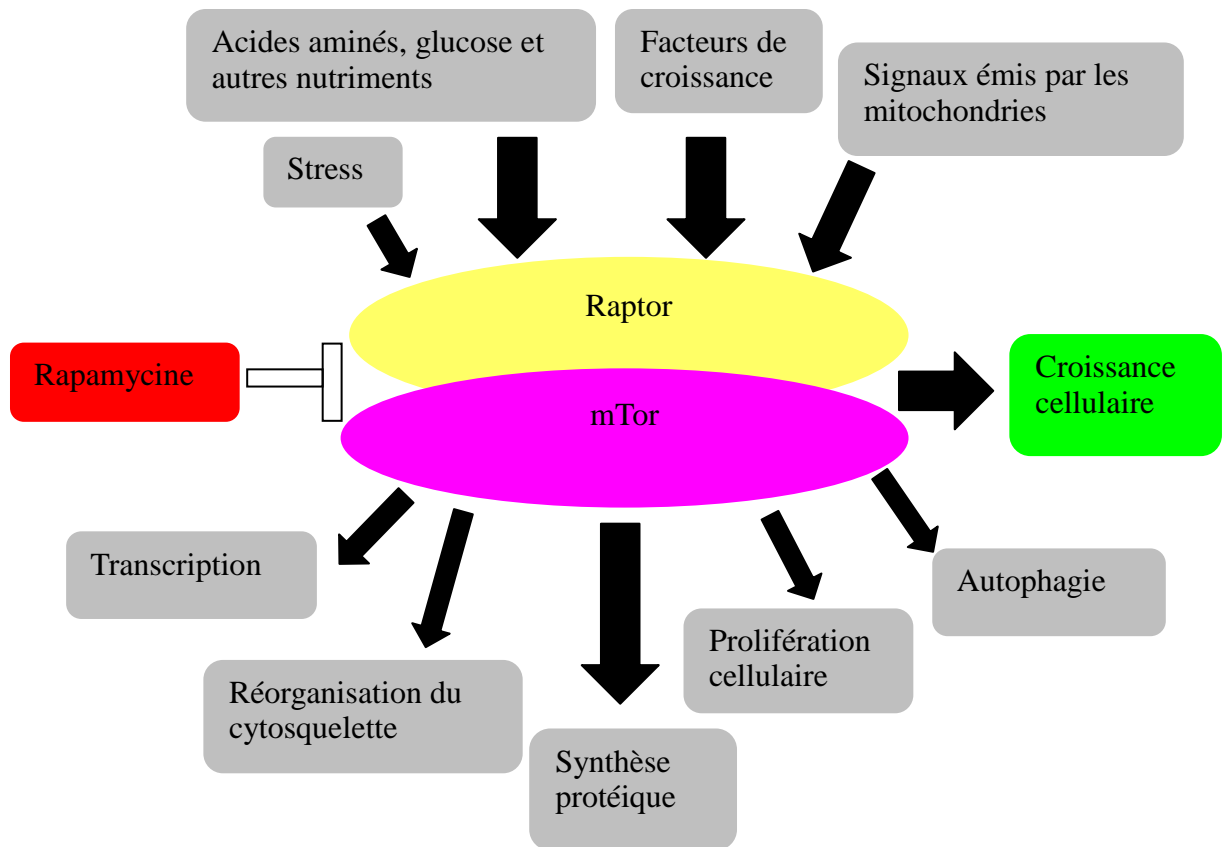 Acides aminés, glucose et
autres nutriments
Facteurs de
croissance
Signaux émis par les
mitochondries
Stress
Raptor
Rapamycine
mTor
Croissance
cellulaire
Transcription
Autophagie
Réorganisation du
cytosquelette
Prolifération
cellulaire
Synthèse
protéique